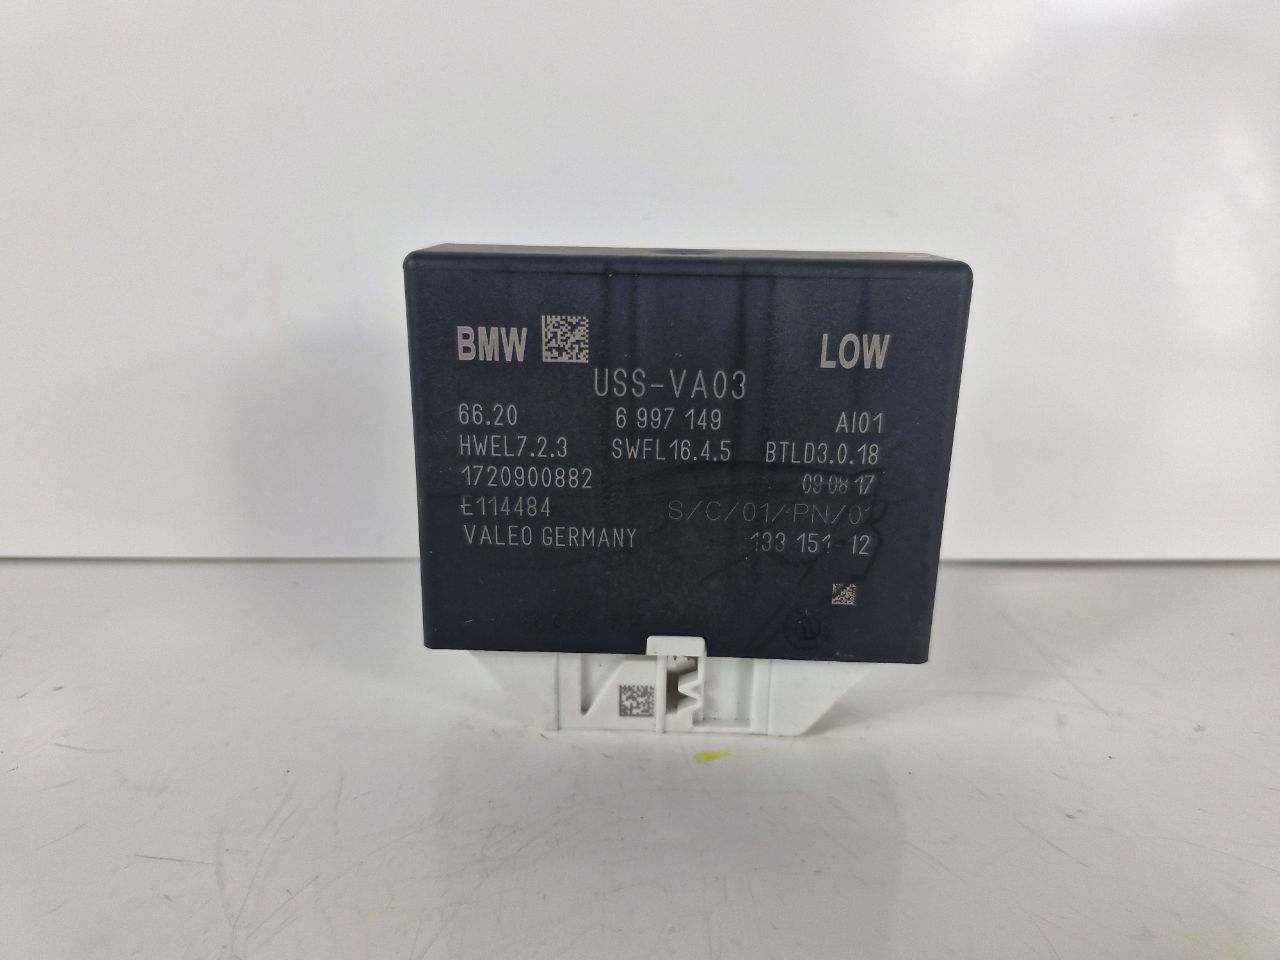 BMW LOW
USS-VA03
66.20 6 997 149 AI01
HWEL7.2.3 SWFL16.4.5 BTLD3.0.18
1720900882 09 08 17
E114484 S/C/01/PN/01
VALEO GERMANY 133 151-12